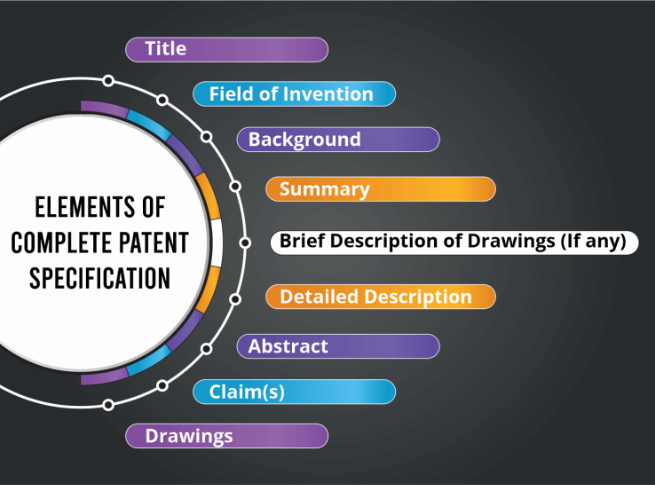 Title
Field of Invention
Background
Summary
ELEMENTS OF
COMPLETE PATENT
SPECIFICATION
Brief Description of Drawings (If any)
Detailed Description
Abstract
Claim(s)
Drawings